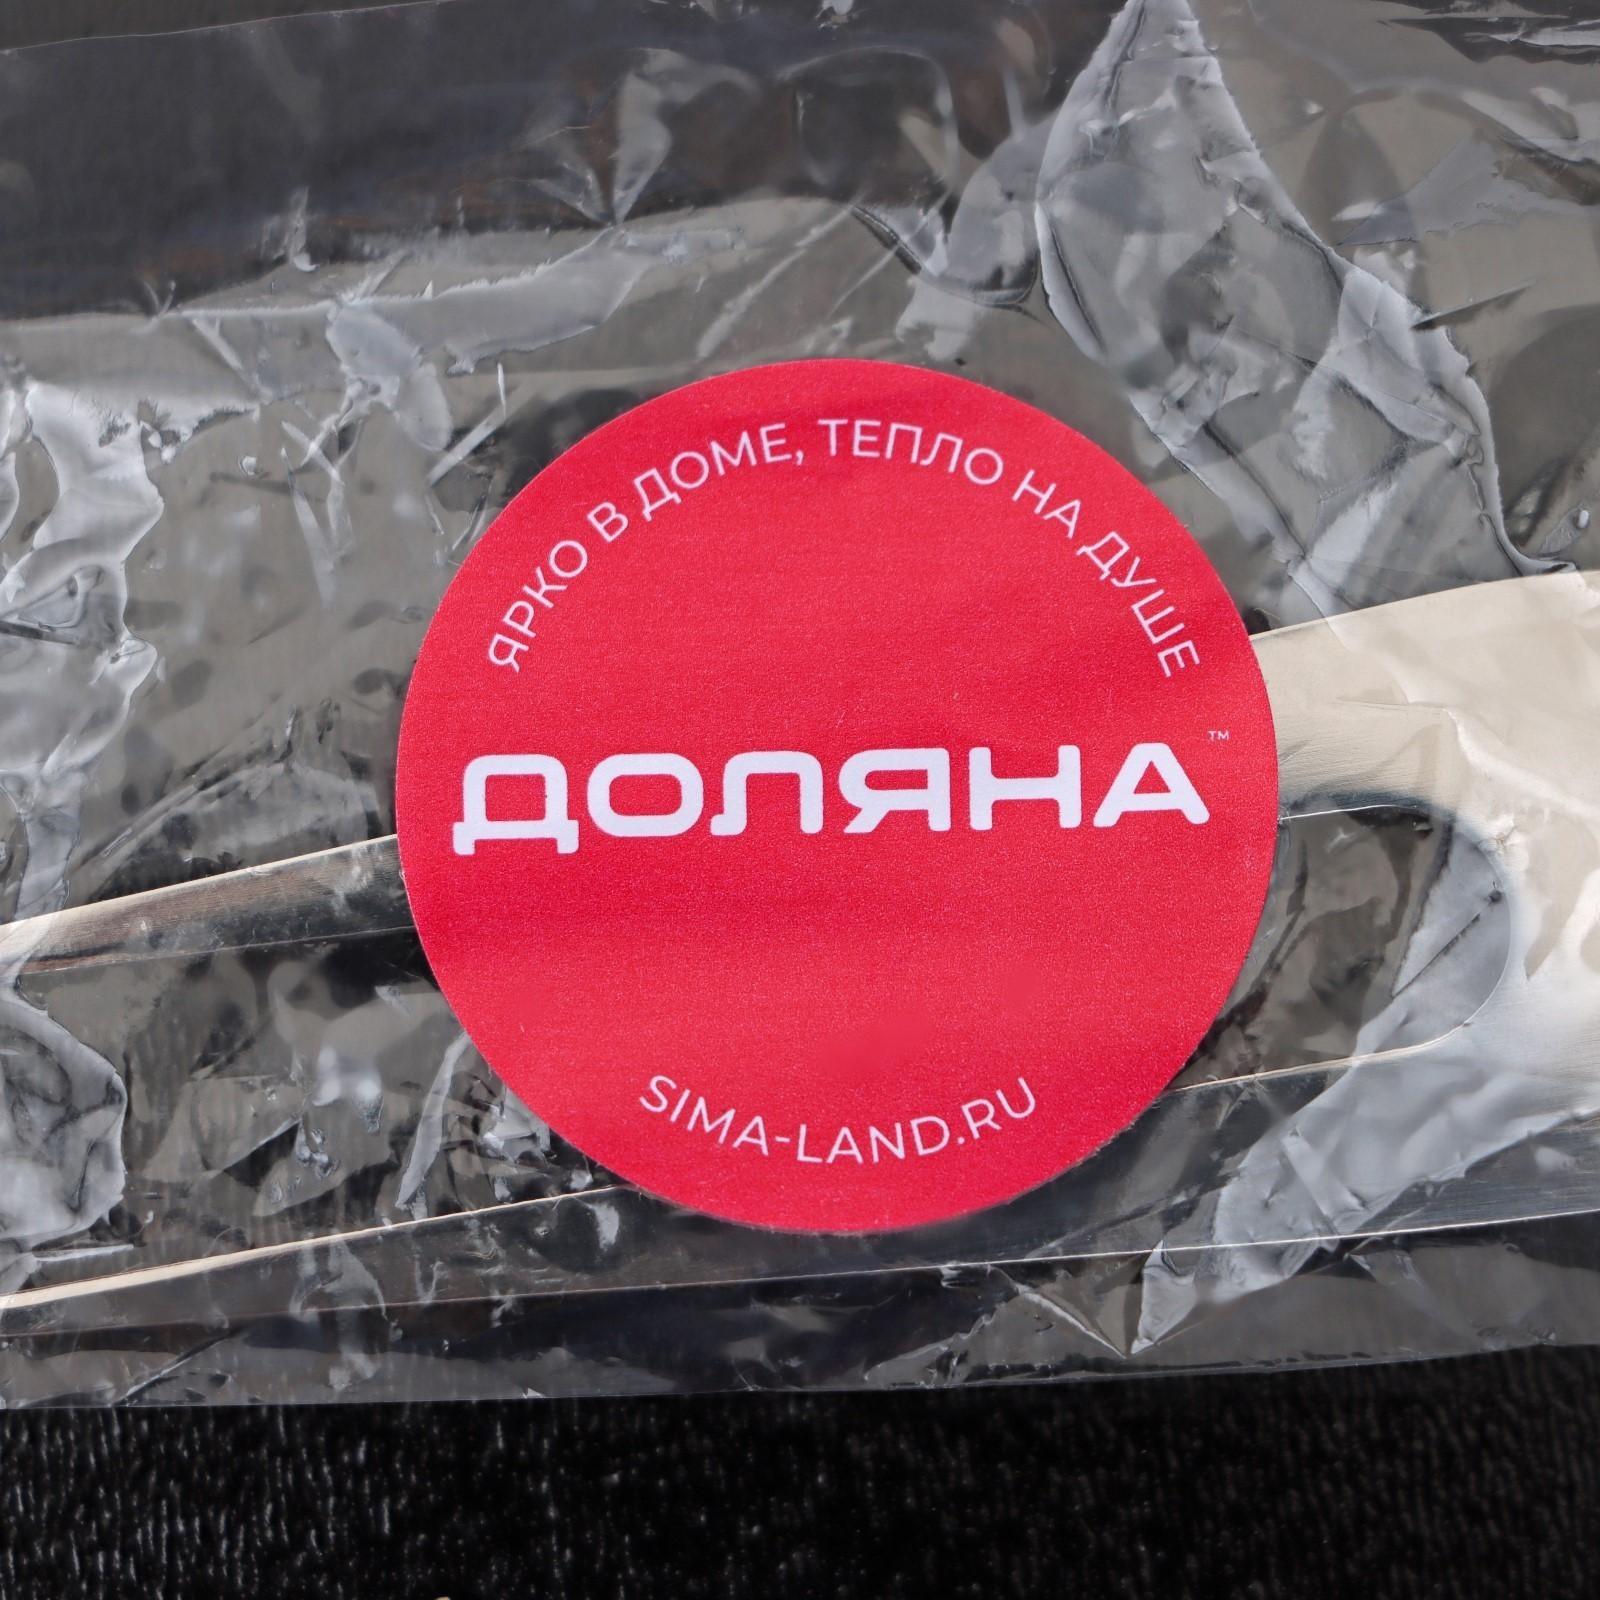 ЯРКО В ДОМЕ, ТЕПЛО НА ДУШЕ
ДОЛЯНА™
SIMA-LAND.RU